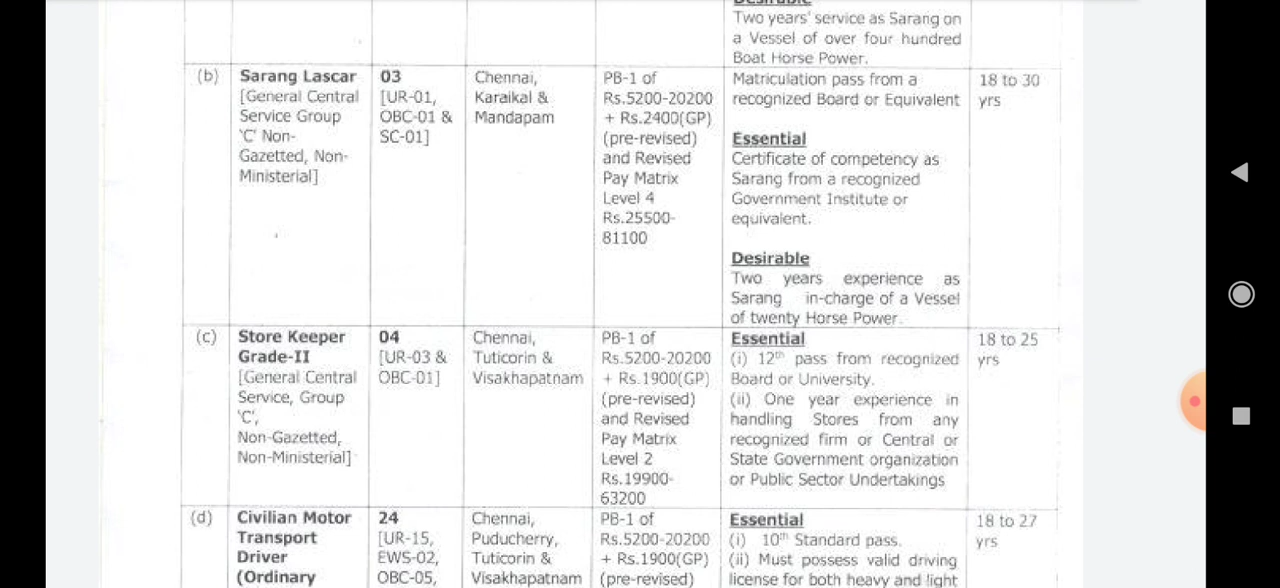 Desirable
Two years' service as Sarang on
a Vessel of over four hundred
Boat Horse Power.
(b)
Sarang Lascar
[General Central
Service Group
'C' Non-
Gazetted, Non-
Ministerial]
03
[UR-01,
OBC-01 &
SC-01]
Chennai,
Karaikal &
Mandapam
PB-1 of
Rs.5200-20200
+ Rs.2400(GP)
(pre-revised)
and Revised
Pay Matrix
Level 4
Rs.25500-
81100
Matriculation pass from a
recognized Board or Equivalent
Essential
Certificate of competency as
Sarang from a recognized
Government Institute or
equivalent.
Desirable
Two years experience as
Sarang in-charge of a Vessel
of twenty Horse Power.
18 to 30
yrs
(c)
Store Keeper
Grade-II
[General Central
Service, Group
'C',
Non-Gazetted,
Non-Ministerial]
04
[UR-03 &
OBC-01]
Chennai,
Tuticorin &
Visakhapatnam
PB-1 of
Rs.5200-20200
+ Rs.1900(GP)
(pre-revised)
and Revised
Pay Matrix
Level 2
Rs.19900-
63200
Essential
(i) 12th pass from recognized
Board or University.
(ii) One year experience in
handling Stores from any
recognized firm or Central or
State Government organization
or Public Sector Undertakings
18 to 25
yrs
(d)
Civilian Motor
Transport
Driver
(Ordinary
24
[UR-15,
EWS-02,
OBC-05,
Chennai,
Puducherry,
Tuticorin &
Visakhapatnam
PB-1 of
Rs.5200-20200
+ Rs.1900(GP)
(pre-revised)
Essential
(i) 10th Standard pass.
(ii) Must possess valid driving
license for both heavy and light
18 to 27
yrs